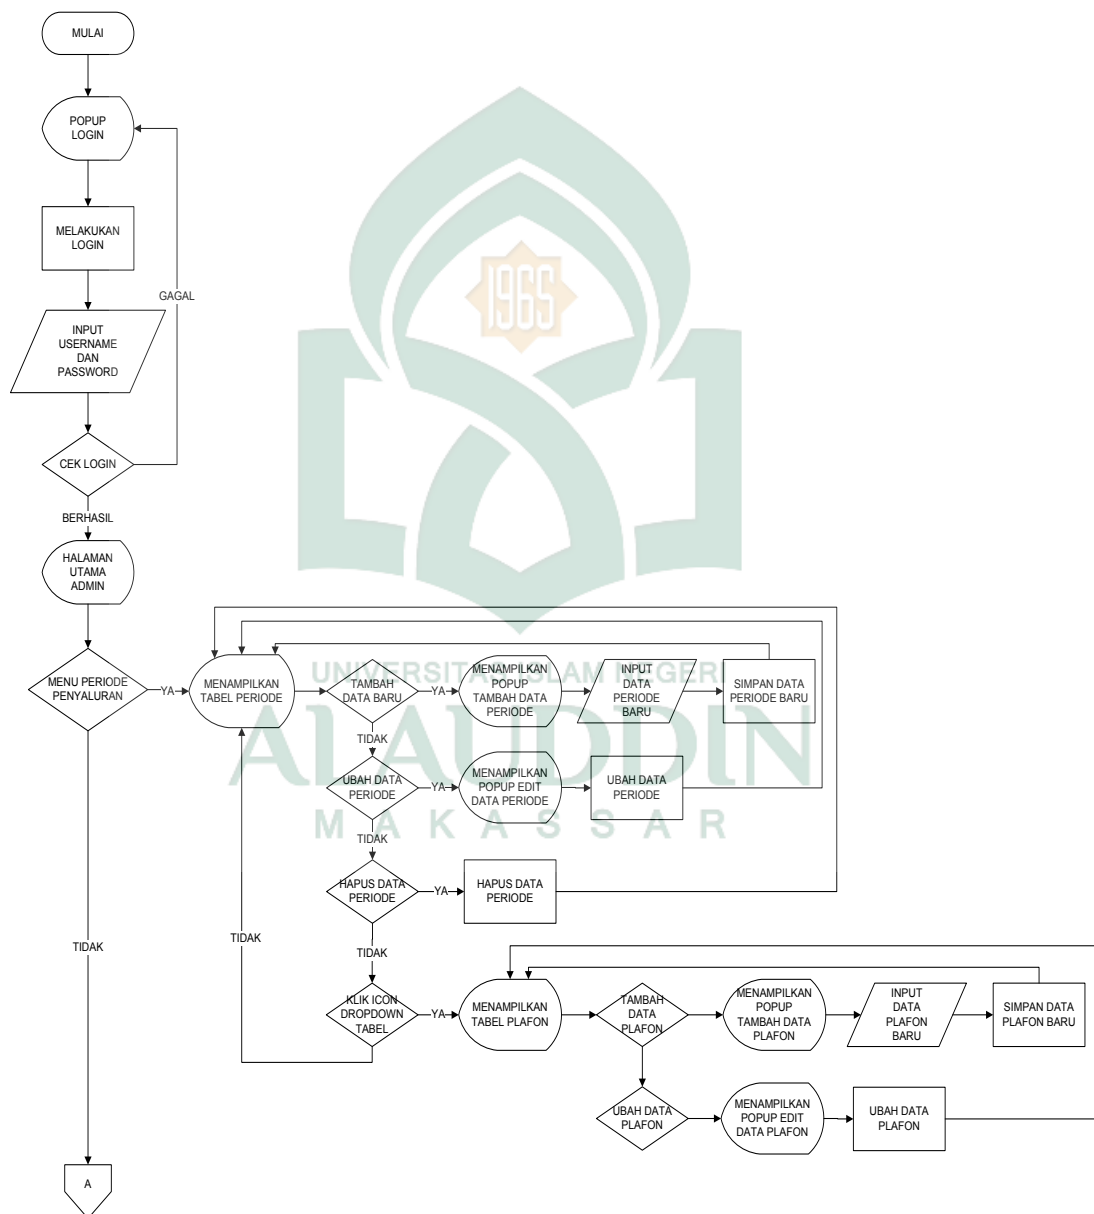 MULAI
POPUP
LOGIN
MELAKUKAN
LOGIN
GAGAL
INPUT
USERNAME
DAN
PASSWORD
CEK LOGIN
BERHASIL
HALAMAN
UTAMA
ADMIN
MENU PERIODE
PENYALURAN
YA
MENAMPILKAN
TABEL PERIODE
TAMBAH
DATA BARU
YA
MENAMPILKAN
POPUP
TAMBAH DATA
PERIODE
INPUT
DATA
PERIODE
BARU
SIMPAN DATA
PERIODE BARU
TIDAK
UBAH DATA
PERIODE
YA
MENAMPILKAN
POPUP EDIT
DATA PERIODE
UBAH DATA
PERIODE
TIDAK
HAPUS DATA
PERIODE
YA
HAPUS DATA
PERIODE
TIDAK
TIDAK
TIDAK
KLIK ICON
DROPDOWN
TABEL
YA
MENAMPILKAN
TABEL PLAFON
TAMBAH
DATA
PLAFON
MENAMPILKAN
POPUP
TAMBAH DATA
PLAFON
INPUT
DATA
PLAFON
BARU
SIMPAN DATA
PLAFON BARU
UBAH DATA
PLAFON
MENAMPILKAN
POPUP EDIT
DATA PLAFON
UBAH DATA
PLAFON
A
1965
UNIVERSITAS ISLAM NEGERI
ALAUDDIN
MAKASSAR